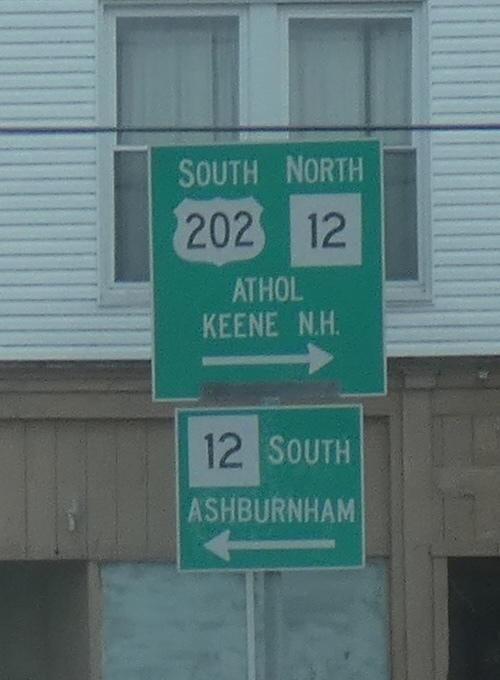 SOUTH NORTH
202 12
ATHOL
KEENE N.H.
12 SOUTH
ASHBURNHAM